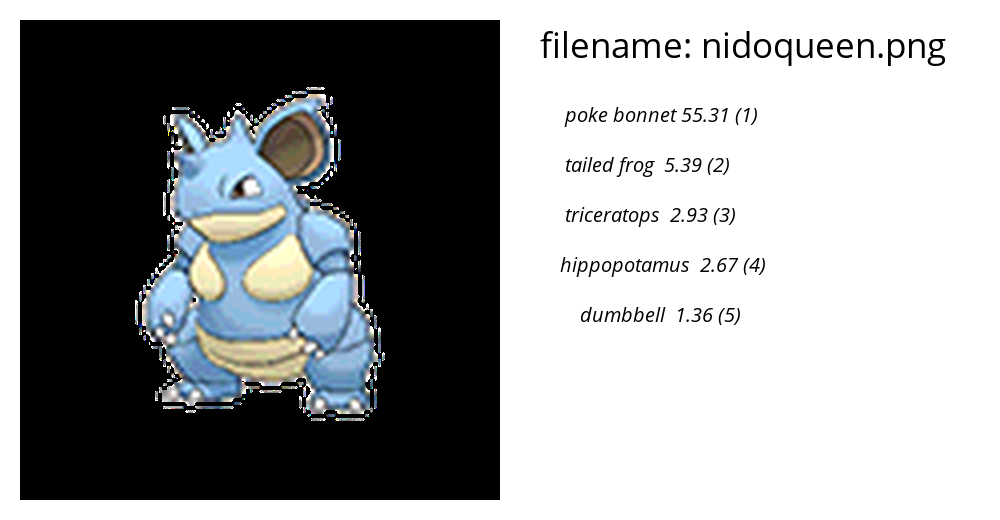 filename: nidoqueen.png
poke bonnet 55.31 (1)
tailed frog 5.39 (2)
triceratops 2.93 (3)
hippopotamus 2.67 (4)
dumbbell 1.36 (5)